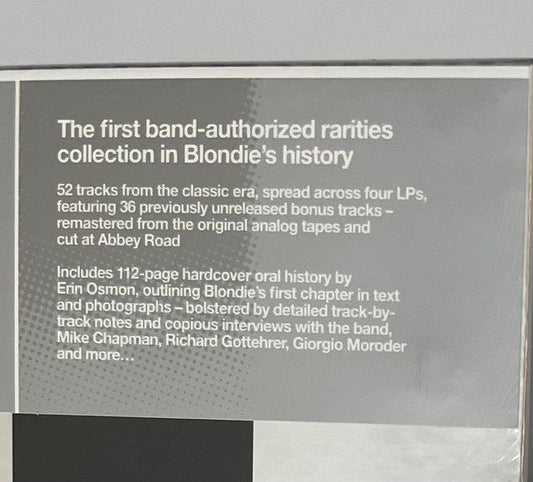 The first band-authorized rarities
collection in Blondie's history
52 tracks from the classic era, spread across four LPs,
featuring 36 previously unreleased bonus tracks –
remastered from the original analog tapes and
cut at Abbey Road
Includes 112-page hardcover oral history by
Erin Osmon, outlining Blondie's first chapter in text
and photographs – bolstered by detailed track-by-
track notes and copious interviews with the band,
Mike Chapman, Richard Gottehrer, Giorgio Moroder
and more...